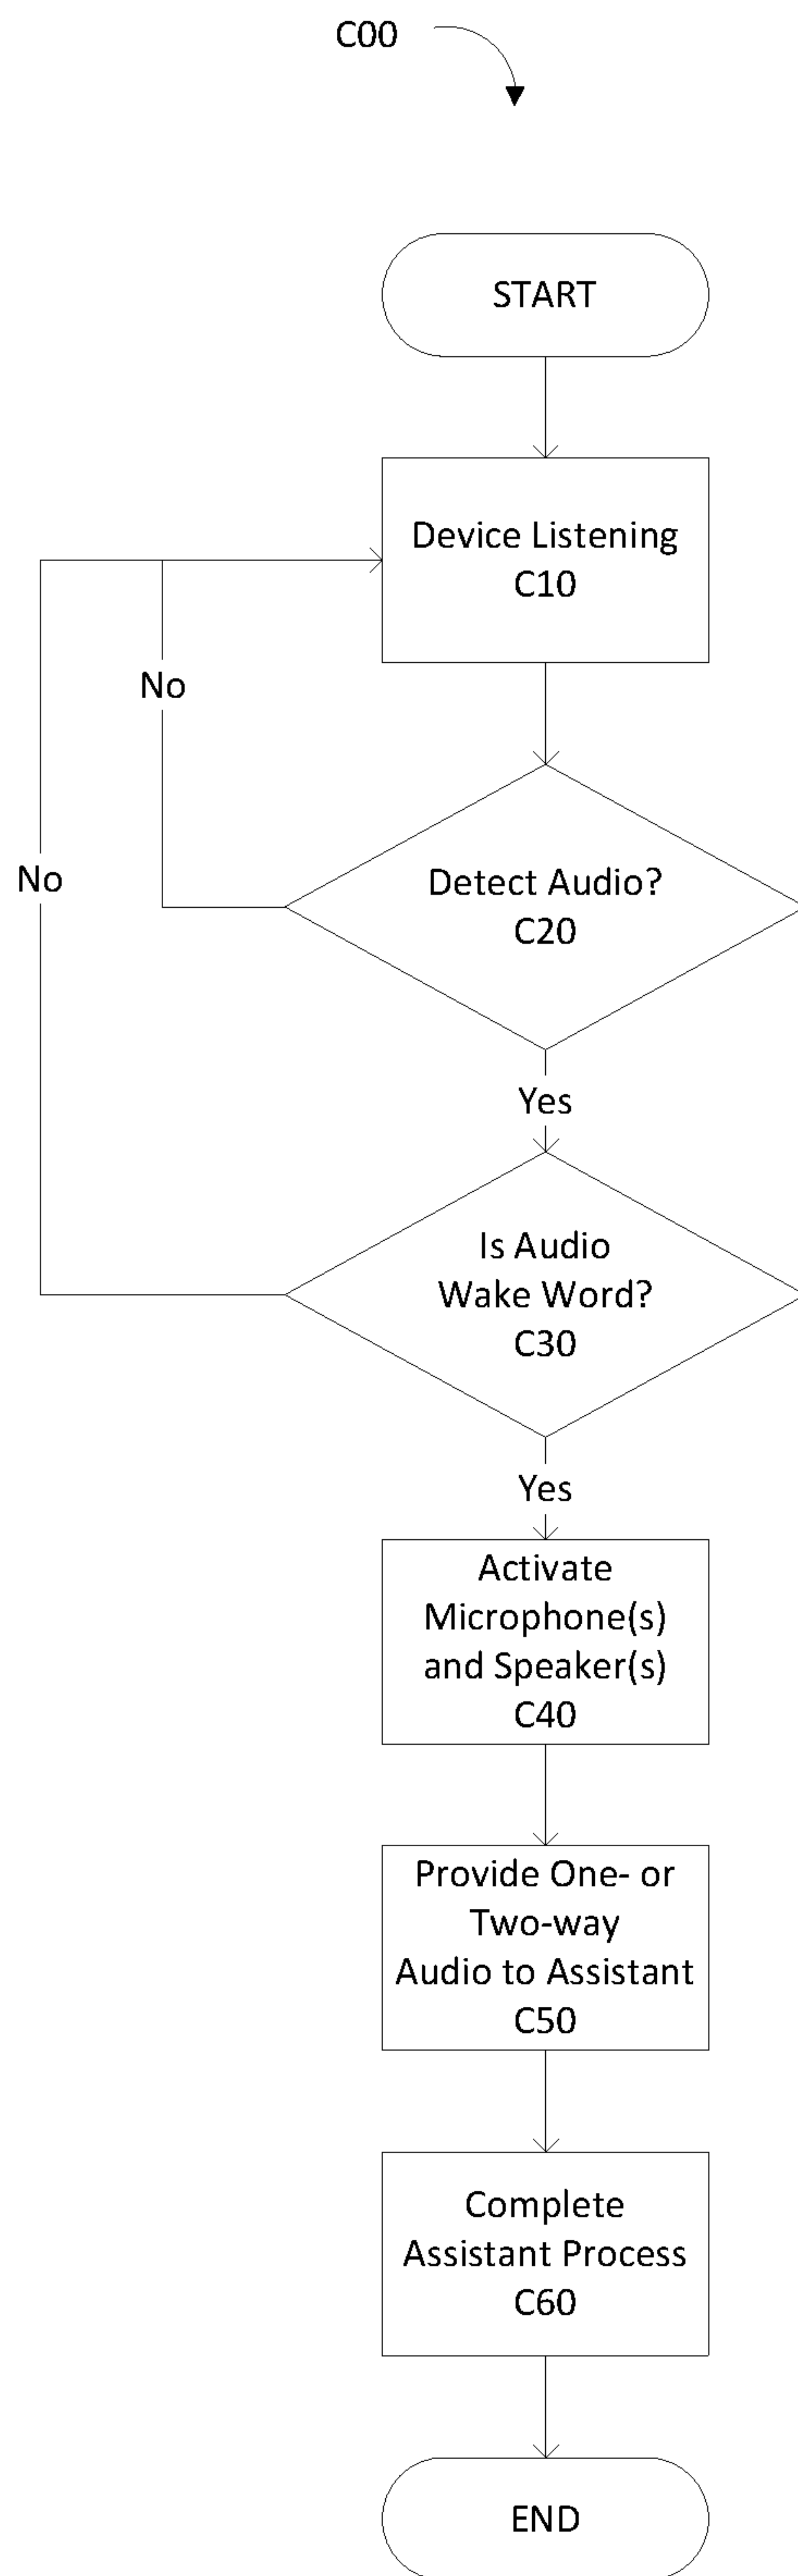 C00
START
Device Listening
C10
No
Detect Audio?
C20
No
Yes
Is Audio
Wake Word?
C30
Yes
Activate
Microphone(s)
and Speaker(s)
C40
Provide One- or
Two-way
Audio to Assistant
C50
Complete
Assistant Process
C60
END